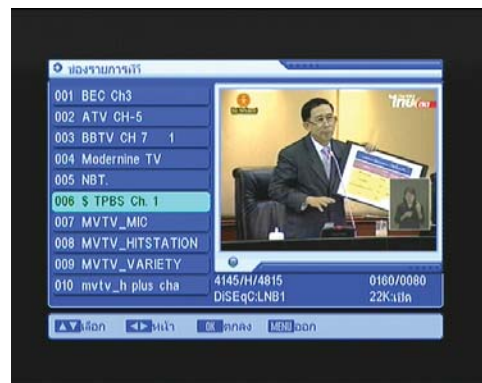 ช่องรายการทีวี
001 BEC Ch3
002 ATV CH-5
003 BBTV CH 7 1
004 Modernine TV
005 NBT.
006 $ TPBS Ch. 1
007 MVTV_MIC
008 MVTV_HITSTATION
009 MVTV_VARIETY
010 mvtv_h plus cha
4145/H/4815 0160/0080
DiSEqC:LNB1 22K:เปิด
เลือก หน้า OK ตกลง MENU ออก